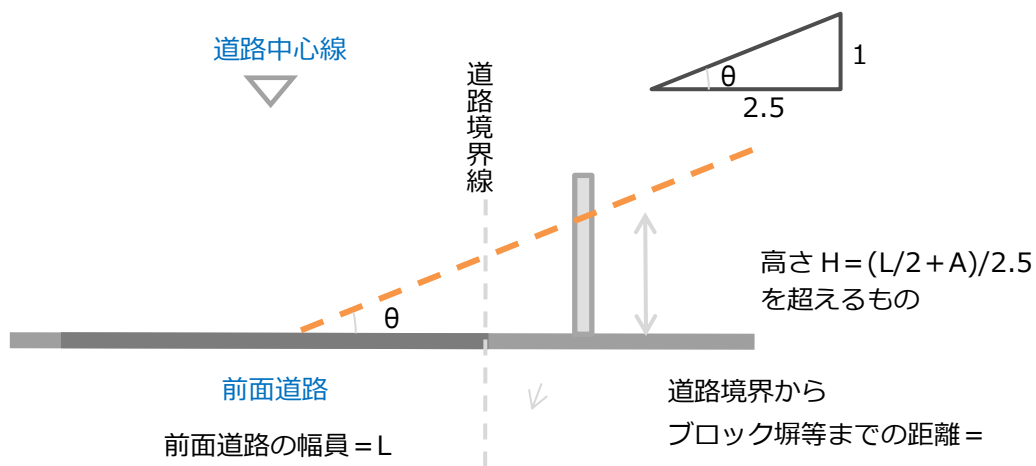 道路中心線
道路境界線
θ
1
2.5
θ
高さH=(L/2+A)/2.5
を超えるもの
前面道路
前面道路の幅員=L
道路境界から
ブロック塀等までの距離=